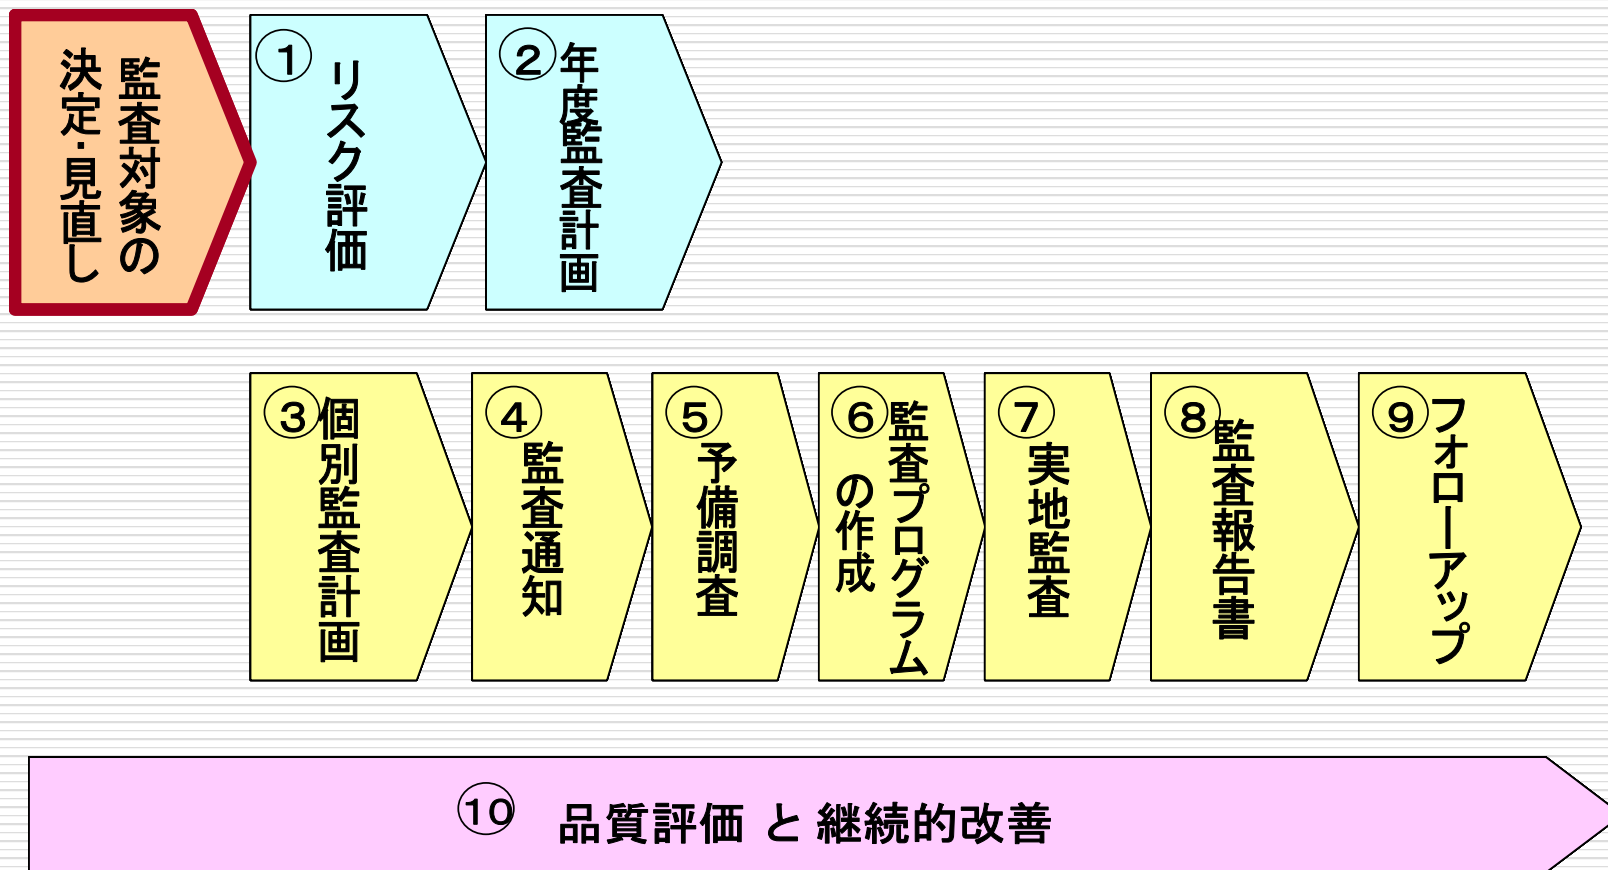 監査対象の
決定・見直し
①
リスク評価
②
年度監査計画
③
個別監査計画
④
監査通知
⑤
予備調査
⑥
監査プログラム
の作成
⑦
実地監査
⑧
監査報告書
⑨
フォローアップ
⑩ 品質評価 と 継続的改善